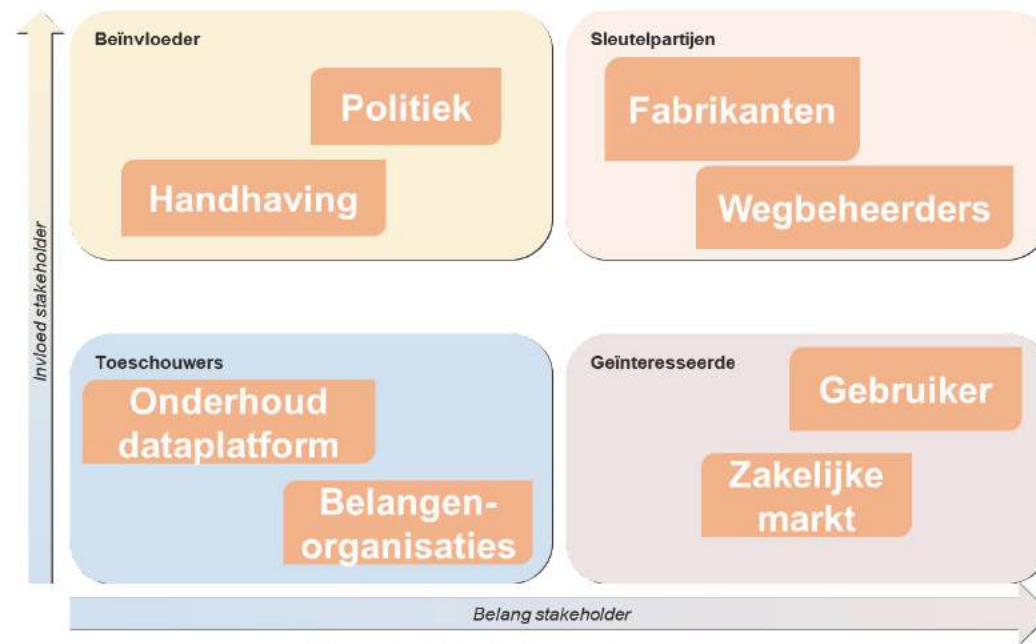 Beïnvloeder
Politiek
Handhaving
Sleutelpartijen
Fabrikanten
Wegbeheerders
Invloed stakeholder
Toeschouwers
Onderhoud
dataplatform
Belangen-
organisaties
Geïnteresseerde
Gebruiker
Zakelijke
markt
Belang stakeholder